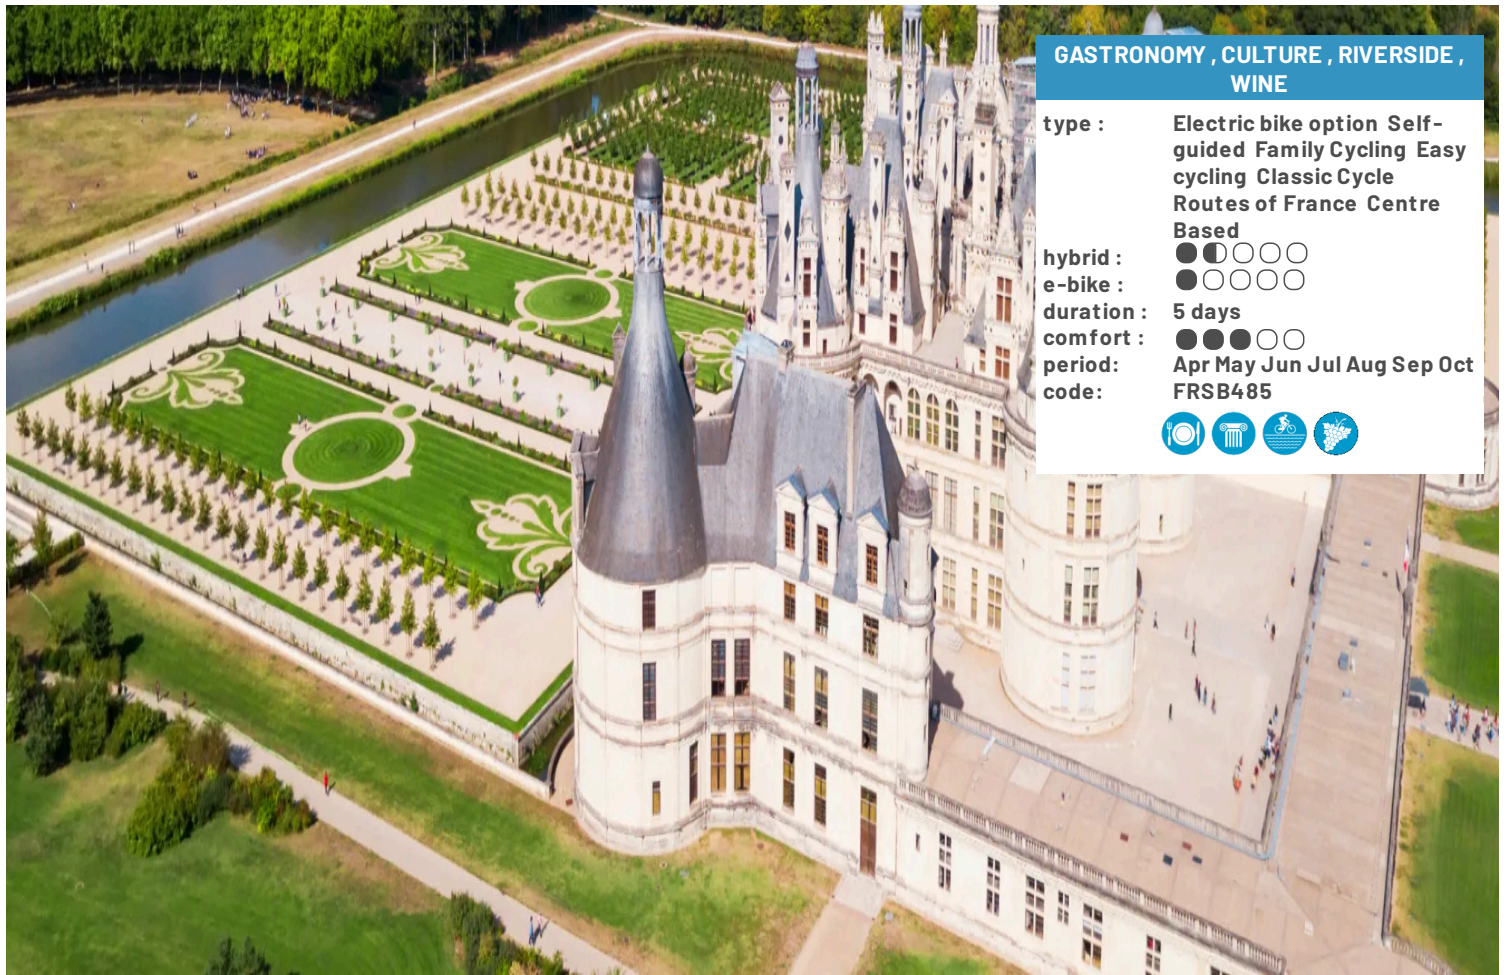 GASTRONOMY , CULTURE , RIVERSIDE ,
WINE
type : Electric bike option Self-
guided Family Cycling Easy
cycling Classic Cycle
Routes of France Centre
Based
hybrid :
e-bike :
duration : 5 days
comfort :
period: Apr May Jun Jul Aug Sep Oct
code: FRSB485